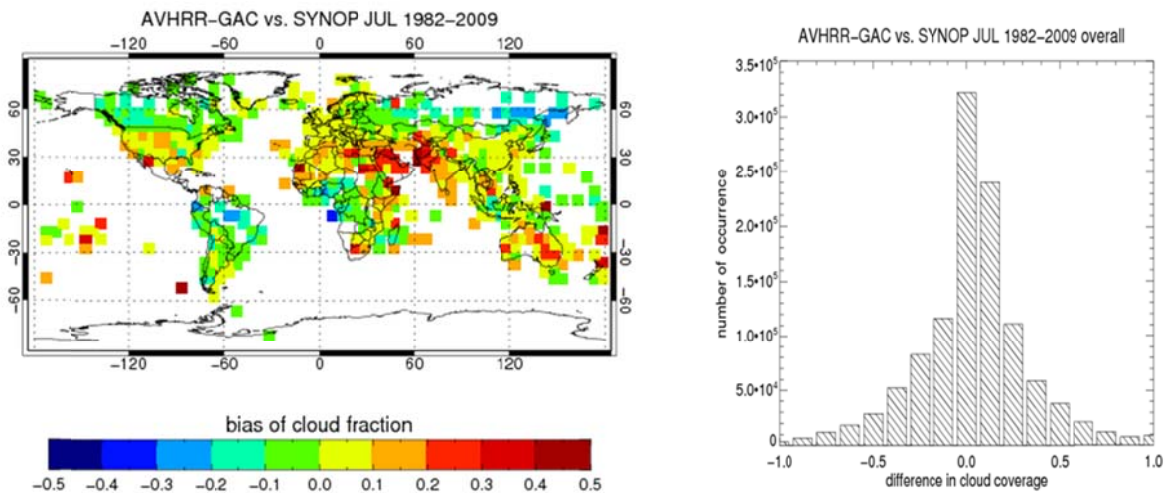 AVHRR-GAC vs. SYNOP JUL 1982-2009
-120 -60 0 60 120
60 60
30 30
0 0
-30 -30
-60 -60
-120 -60 0 60 120
bias of cloud fraction
-0.5 -0.4 -0.3 -0.2 -0.1 0.0 0.1 0.2 0.3 0.4 0.5
AVHRR-GAC vs. SYNOP JUL 1982-2009 overall
number of occurrence
3.5•10⁵
3.0•10⁵
2.5•10⁵
2.0•10⁵
1.5•10⁵
1.0•10⁵
5.0•10⁴
0
-1.0 -0.5 0.0 0.5 1.0
difference in cloud coverage